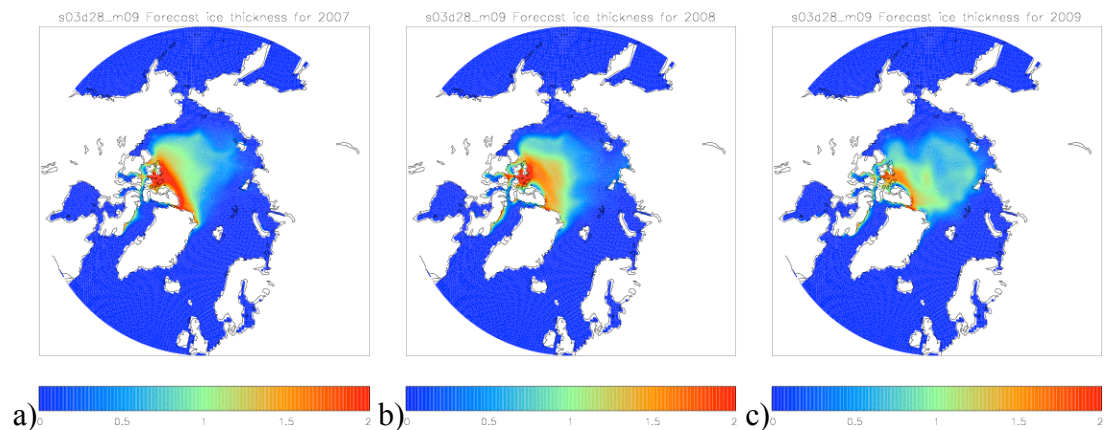 s03d28_m09 Forecast ice thickness for 2007
s03d28_m09 Forecast ice thickness for 2008
s03d28_m09 Forecast ice thickness for 2009
a) 0 0.5 1 1.5 2
b) 0 0.5 1 1.5 2
c) 0 0.5 1 1.5 2